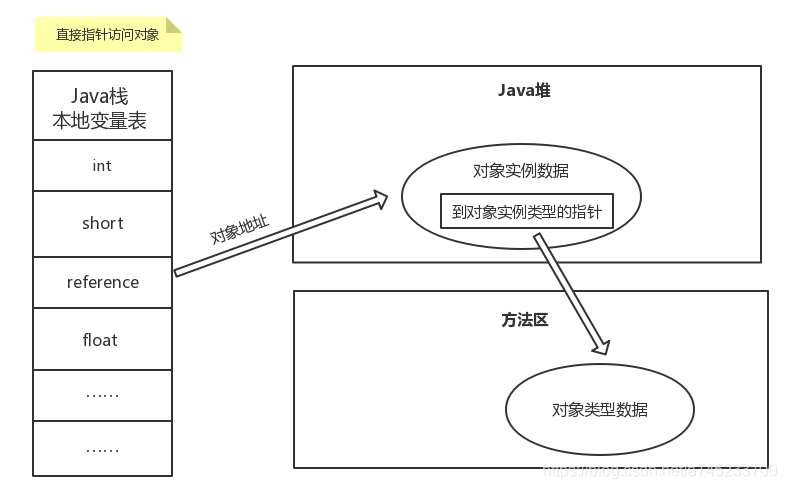 直接指针访问对象
Java栈
本地变量表
int
short
reference
float
……
……
对象地址
Java堆
对象实例数据
到对象实例类型的指针
方法区
对象类型数据
https://blog.csdn.net/a745233700